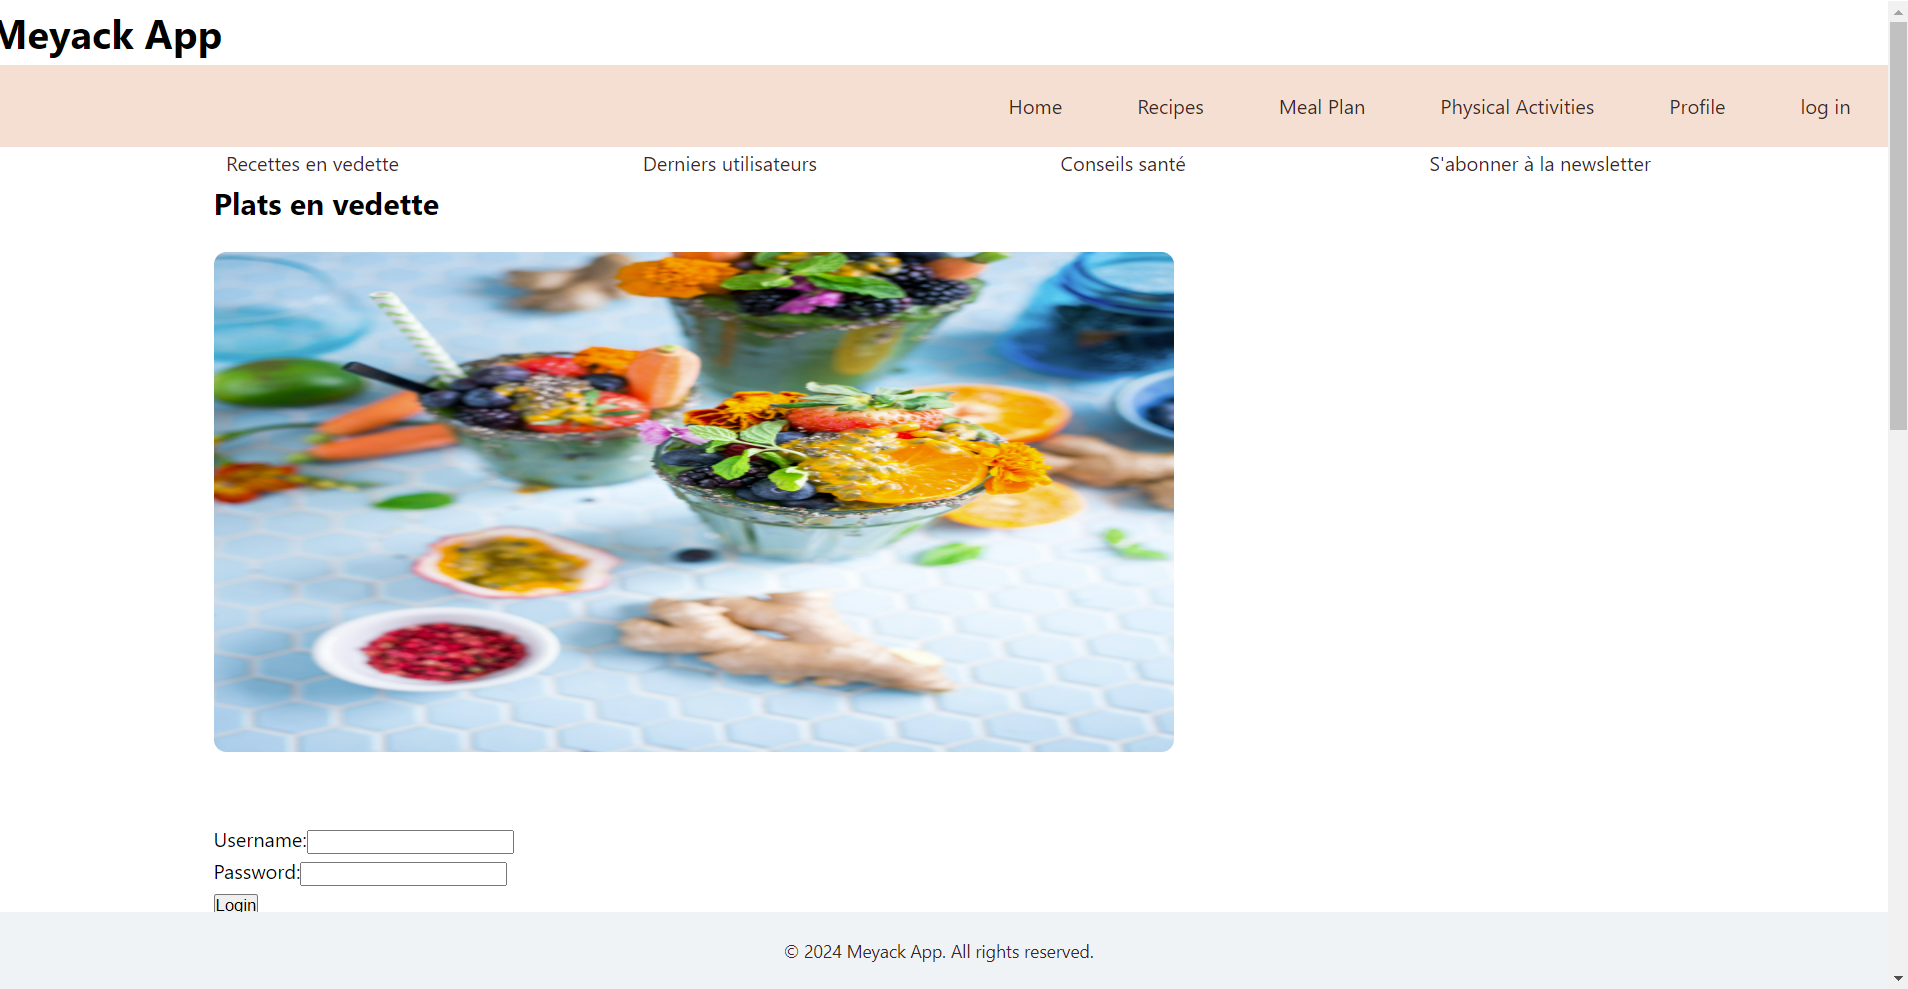 Meyack App
Home Recipes Meal Plan Physical Activities Profile log in
Recettes en vedette Derniers utilisateurs Conseils santé S'abonner à la newsletter
Plats en vedette
Username:
Password:
Login
© 2024 Meyack App. All rights reserved.